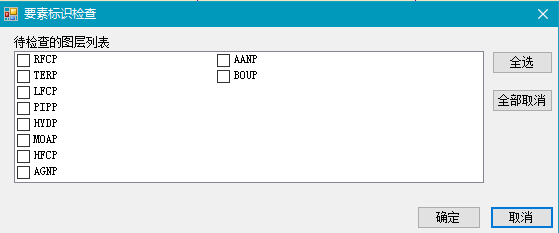 要素标识检查
待检查的图层列表
RFCP
TERP
LFCP
PIPP
HYDP
MOAP
HFCP
AGNP
AANP
BOUP
全选
全部取消
确定
取消